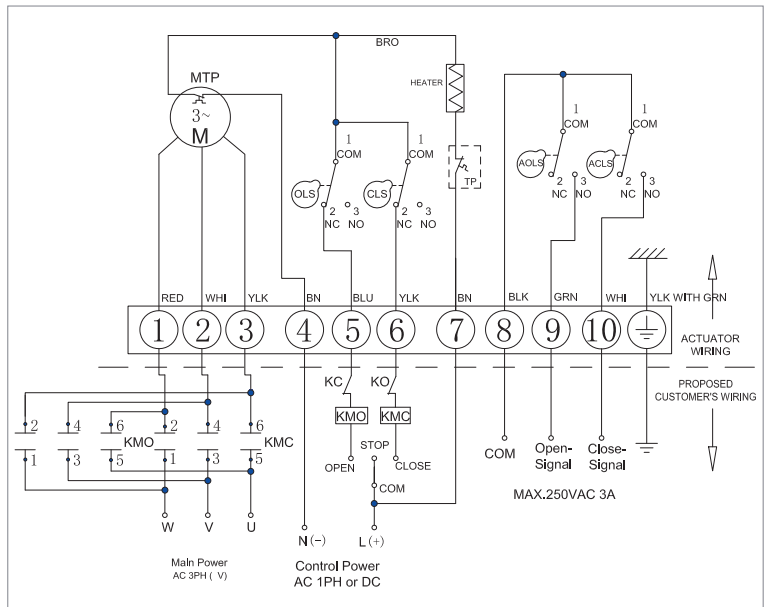 BRO
MTP
3~
M
HEATER
TP
1
COM
OLS
2
3
NC
NO
1
COM
CLS
2
3
NC
NO
1
COM
AOLS
2
3
NC
NO
1
COM
ACLS
2
3
NC
NO
RED
WHI
YLK
BN
BLU
YLK
BN
BLK
GRN
WHI
YLK WITH GRN
1
2
3
4
5
6
7
8
9
10
ACTUATOR
WIRING
PROPOSED
CUSTOMER'S WIRING
KC
KO
KMO
KMC
STOP
OPEN
CLOSE
COM
2
4
6
KMO
2
4
6
KMC
1
3
5
1
3
5
W
V
U
N(-)
L(+)
COM
Open-
Signal
Close-
Signal
MAX.250VAC 3A
Main Power
AC 3PH ( V)
Control Power
AC 1PH or DC